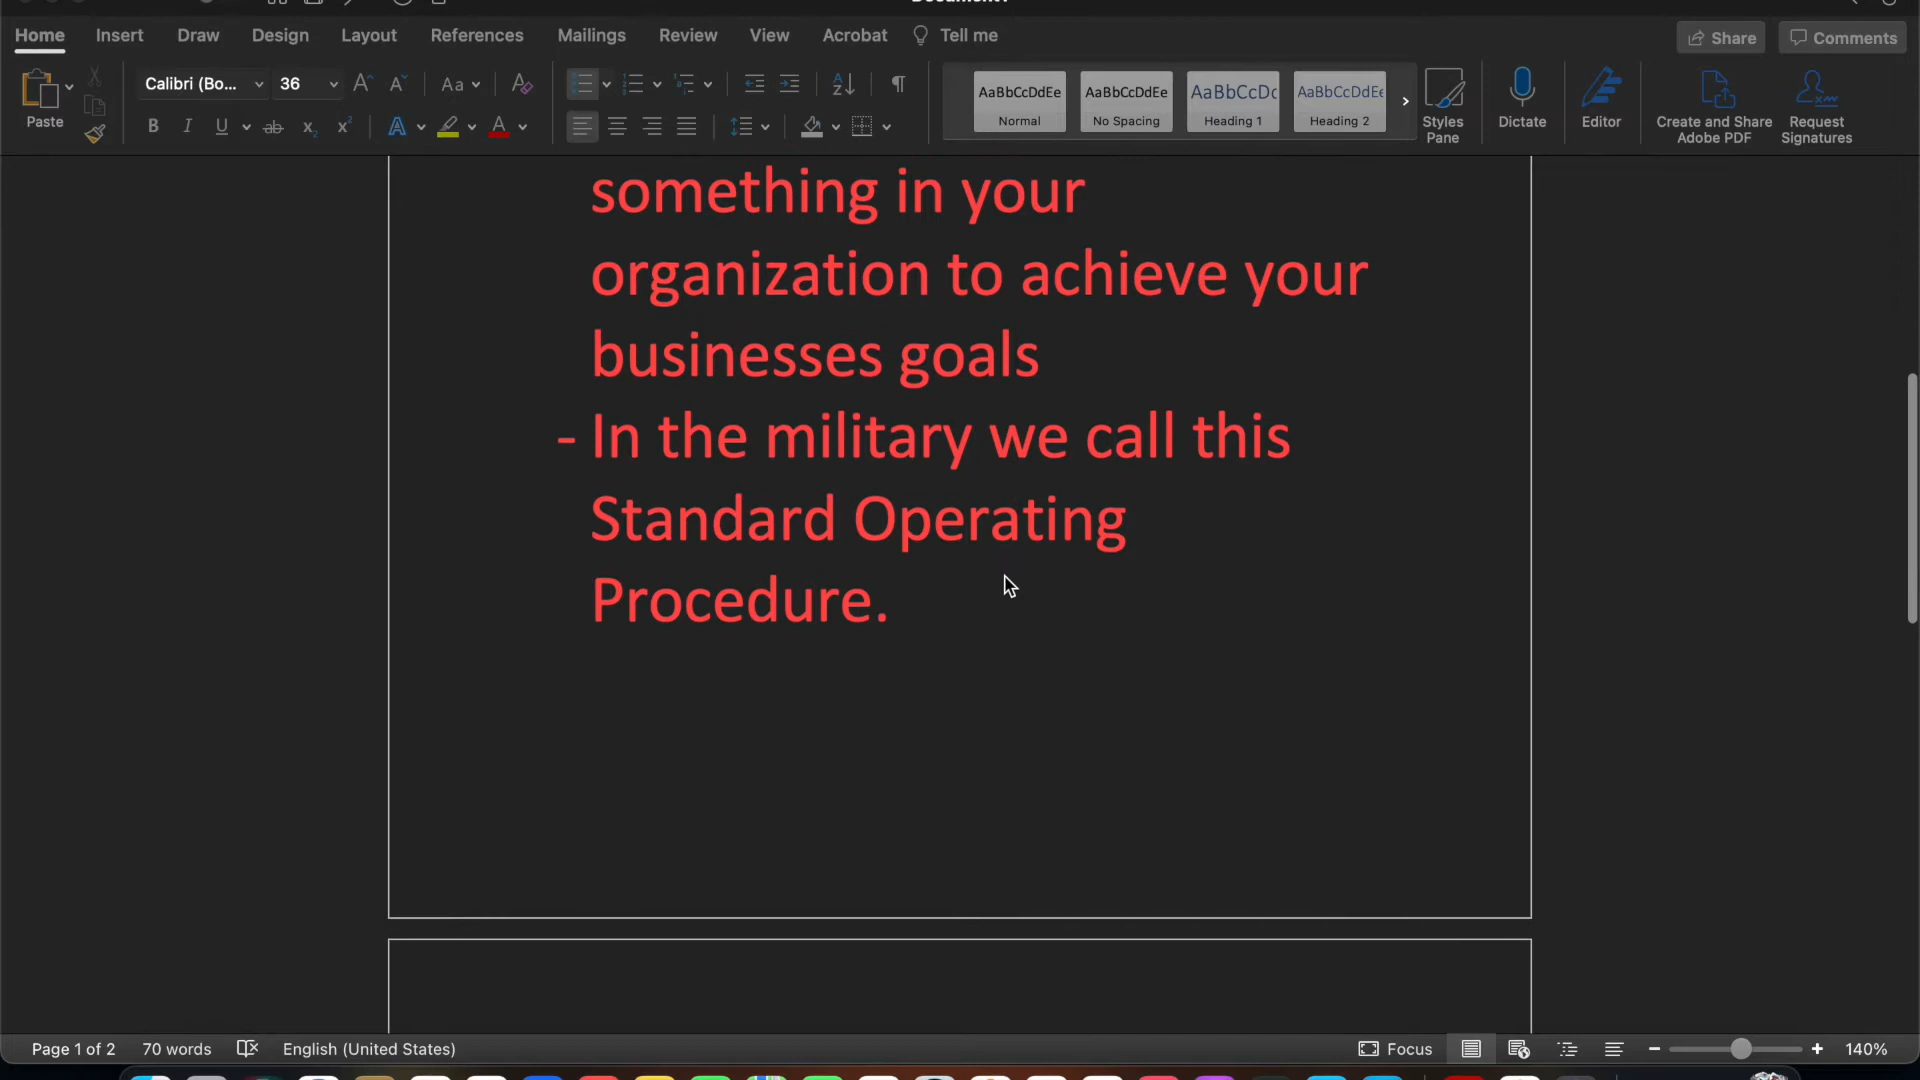 Home Insert Draw Design Layout References Mailings Review View Acrobat Tell me Share Comments
Paste Calibri (Bo... 36 Aa
AaBbCcDdEe AaBbCcDdEe AaBbCcDc AaBbCcDdEe
Normal No Spacing Heading 1 Heading 2
Styles Pane Dictate Editor Create and Share Adobe PDF Request Signatures
something in your
organization to achieve your
businesses goals
- In the military we call this
Standard Operating
Procedure.
Page 1 of 2 70 words English (United States) Focus 140%